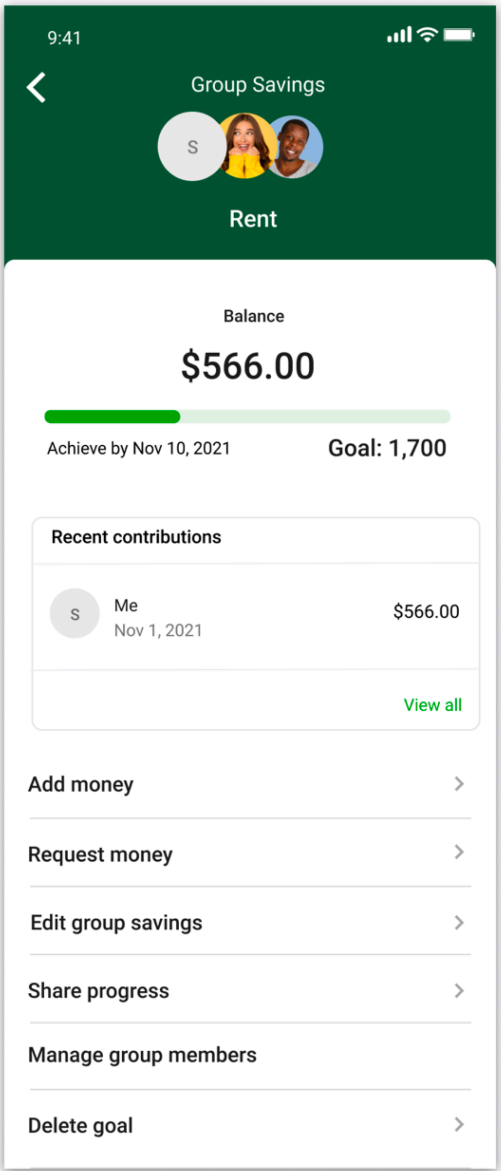 9:41
Group Savings
S
Rent
Balance
$566.00
Achieve by Nov 10, 2021
Goal: 1,700
Recent contributions
S
Me
$566.00
Nov 1, 2021
View all
Add money
Request money
Edit group savings
Share progress
Manage group members
Delete goal